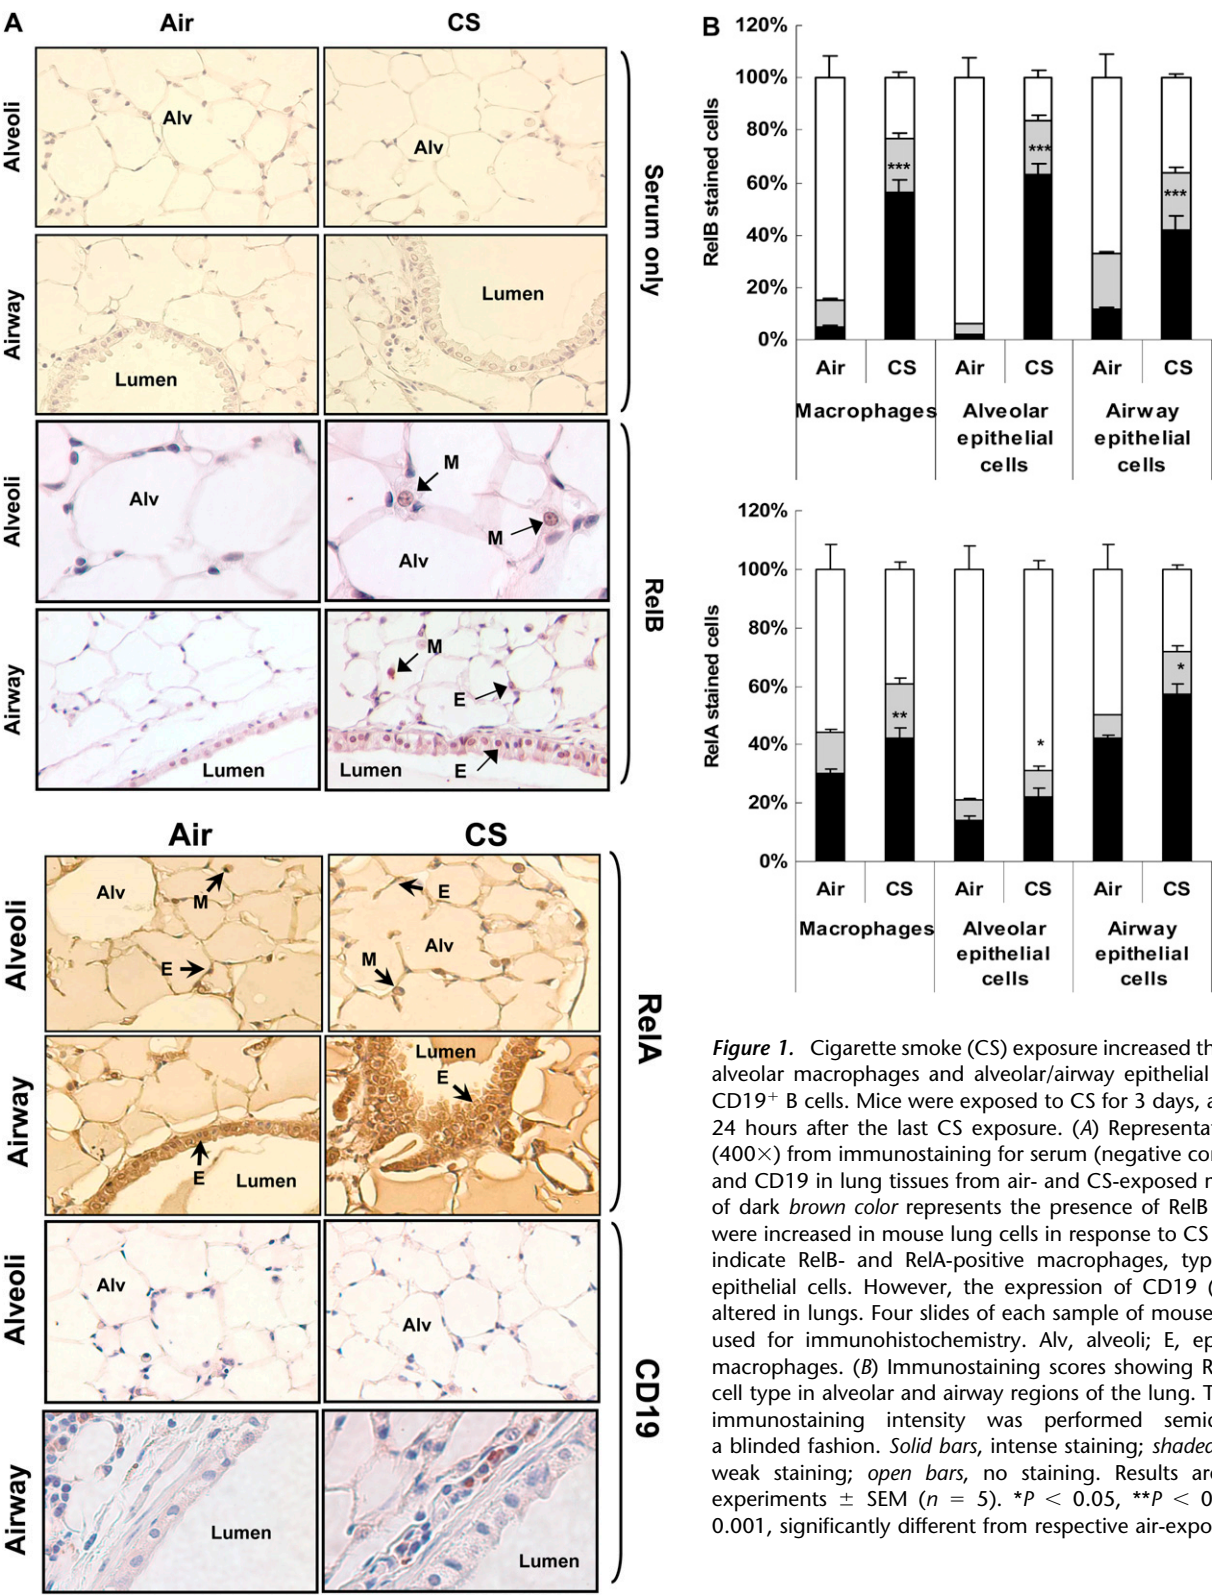 A
Air
CS
Alveoli
Alv
Alv
Serum only
Airway
Lumen
Lumen
Alveoli
Alv
M
M
Alv
RelB
Airway
Lumen
M
E
Lumen
E
Air
CS
Alveoli
Alv
M
E
E
Alv
M
RelA
Airway
E
Lumen
Lumen
E
Alveoli
Alv
Alv
CD19
Airway
Lumen
Lumen
B
120%
100%
80%
60%
40%
20%
0%
RelB stained cells
***
***
***
Air CS Air CS Air CS
Macrophages Alveolar Airway
epithelial epithelial
cells cells
120%
100%
80%
60%
40%
20%
0%
RelA stained cells
**
*
*
Air CS Air CS Air CS
Macrophages Alveolar Airway
epithelial epithelial
cells cells
Figure 1. Cigarette smoke (CS) exposure increased th
alveolar macrophages and alveolar/airway epithelial
CD19+ B cells. Mice were exposed to CS for 3 days, a
24 hours after the last CS exposure. (A) Representat
(400×) from immunostaining for serum (negative con
and CD19 in lung tissues from air- and CS-exposed m
of dark brown color represents the presence of RelB
were increased in mouse lung cells in response to CS
indicate RelB- and RelA-positive macrophages, typ
epithelial cells. However, the expression of CD19 (
altered in lungs. Four slides of each sample of mouse
used for immunohistochemistry. Alv, alveoli; E, ep
macrophages. (B) Immunostaining scores showing R
cell type in alveolar and airway regions of the lung. T
immunostaining intensity was performed semic
a blinded fashion. Solid bars, intense staining; shaded
weak staining; open bars, no staining. Results are
experiments ± SEM (n = 5). *P < 0.05, **P < 0
0.001, significantly different from respective air-expo